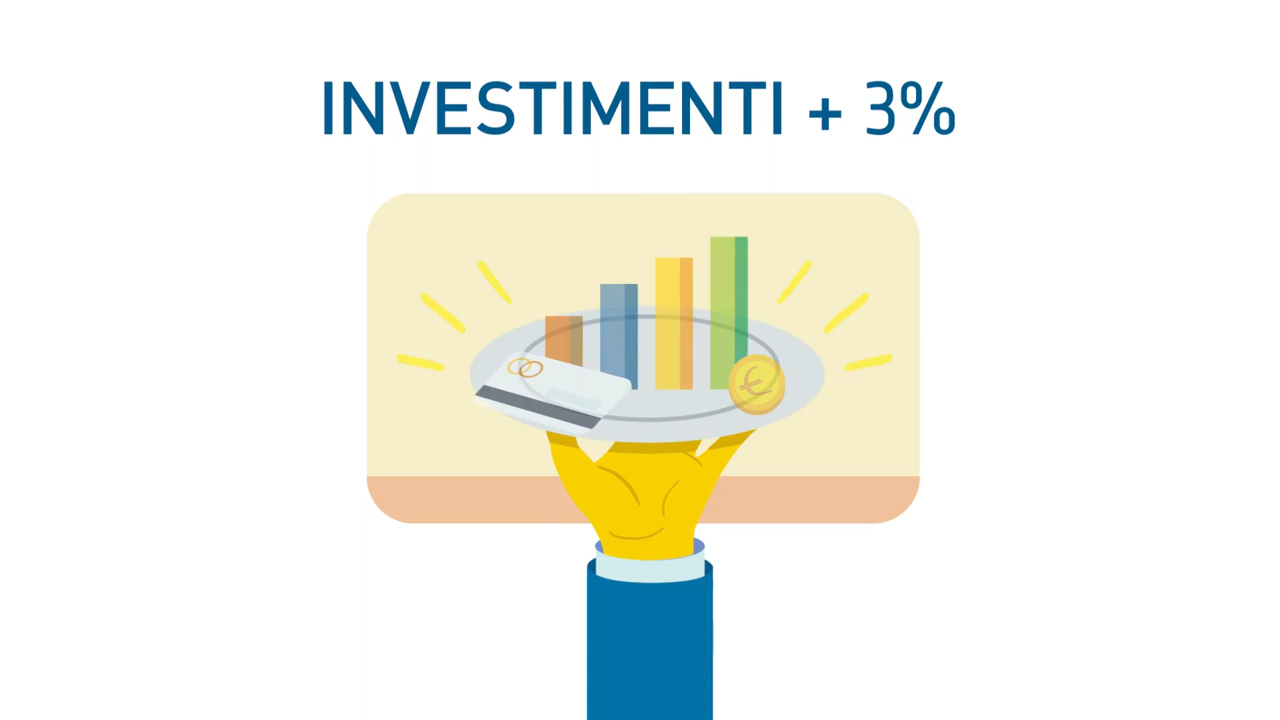 INVESTIMENTI + 3%
€